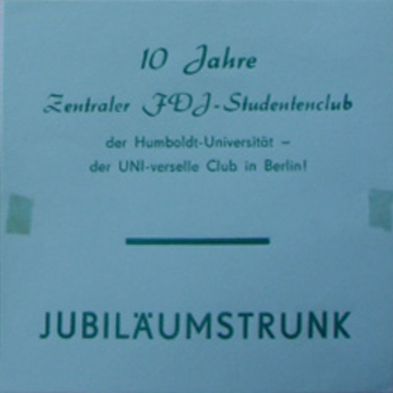 10 Jahre
Zentraler FDJ-Studentenclub
der Humboldt-Universität –
der UNI-verselle Club in Berlin!
JUBILÄUMSTRUNK